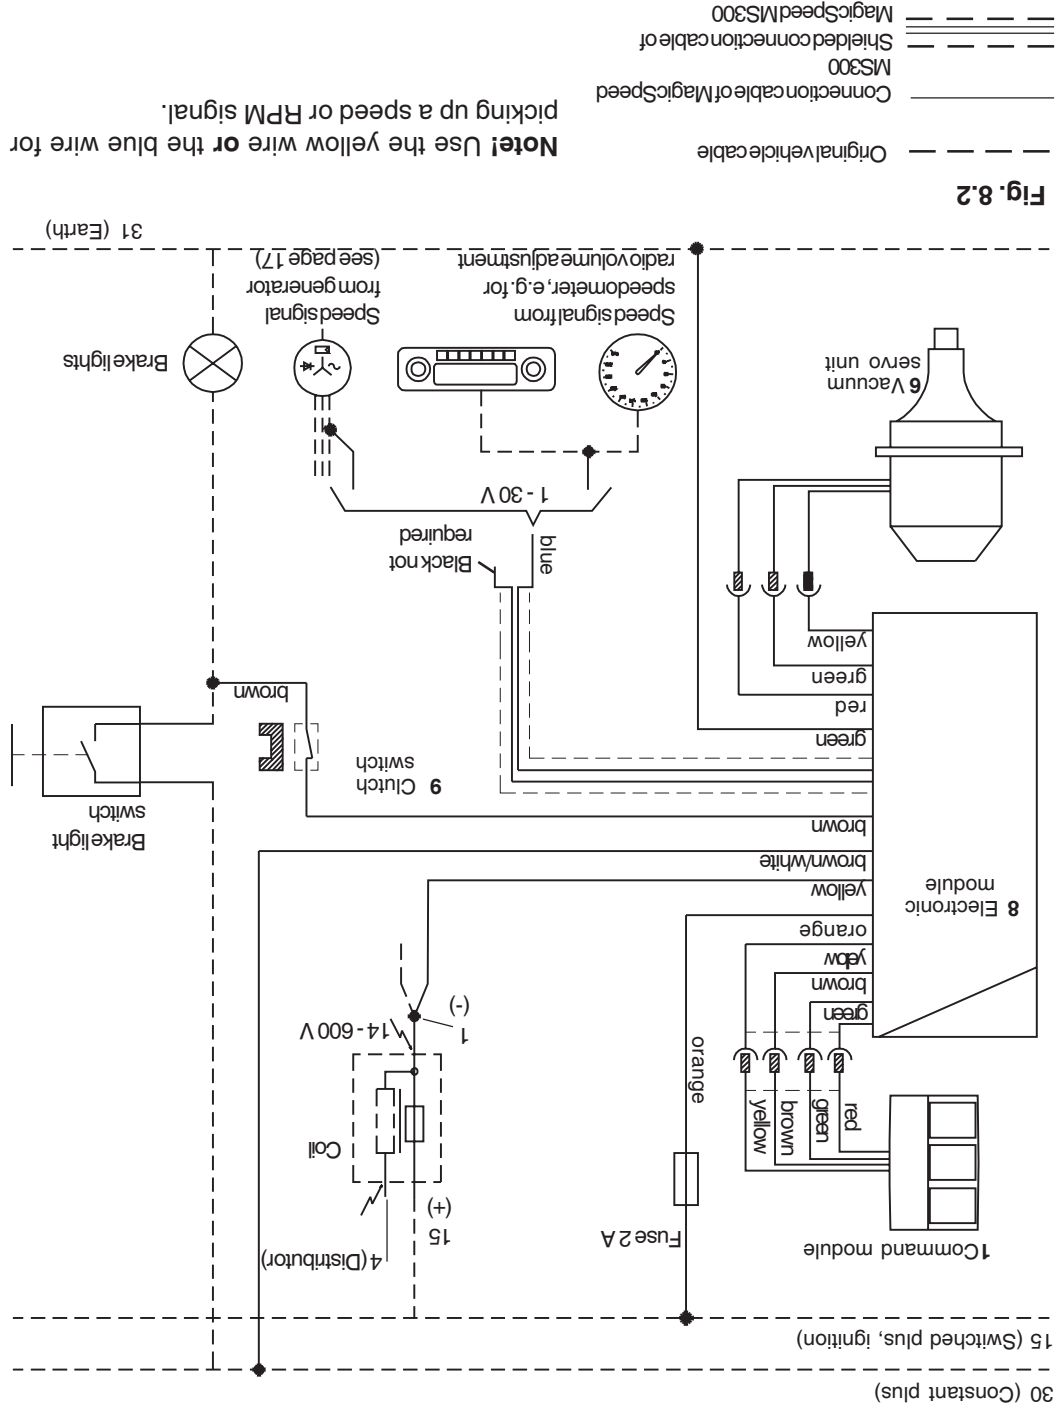 30 (Constant plus)
15 (Switched, plus, ignition)
1 Command module
Fuse 2 A
4 (Distributor)
15
(+)
Coil
red
green
brown
yellow
orange
14 - 600 V
1
(-)
green
brown
yellow
orange
8 Electronic
module
yellow
brown/white
brown
Brake light
switch
9 Clutch
switch
brown
green
red
green
yellow
Black not
required
blue
1 - 30 V
6 Vacuum
servo unit
Speed signal from
speedometer, e.g. for
radio volume adjustment
Speed signal
from generator
(see page 17)
Brake lights
31 (Earth)
Fig. 8.2
Original vehicle cable
Connection cable of MagicSpeed
MS300
Shielded connection cable of
MagicSpeed MS300
Note! Use the yellow wire or the blue wire for
picking up a speed or RPM signal.